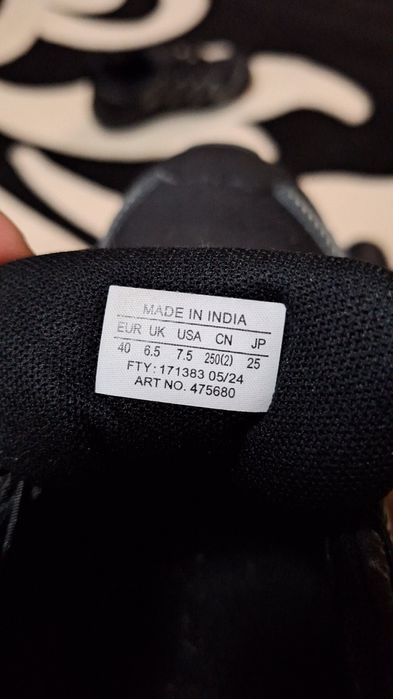 MADE IN INDIA
EUR UK USA CN JP
40 6.5 7.5 250(2) 25
FTY: 171383 05/24
ART NO. 475680